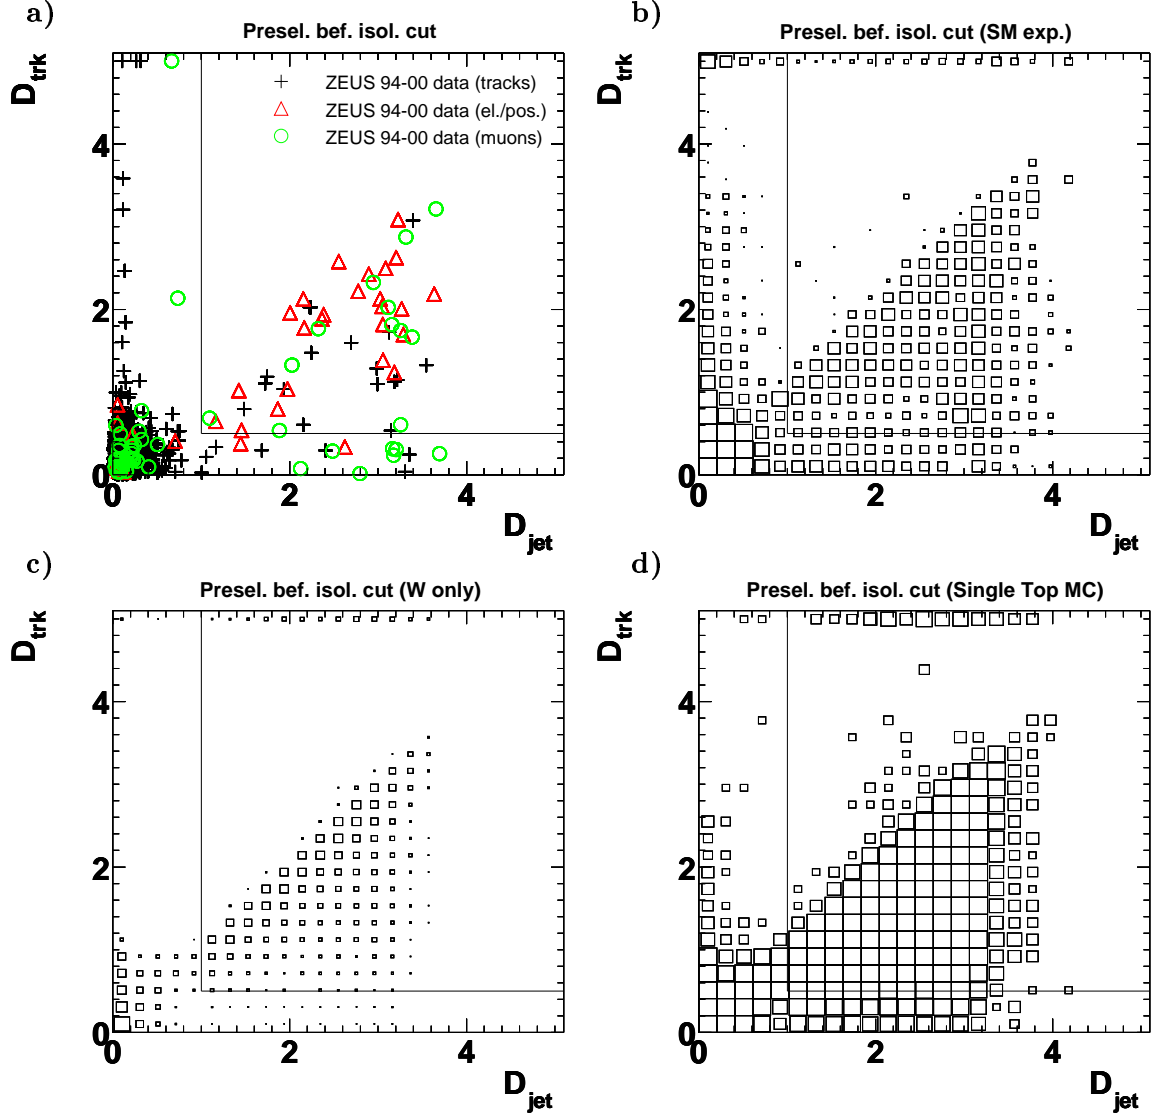 a)
Presel. bef. isol. cut
D_trk
ZEUS 94-00 data (tracks)
ZEUS 94-00 data (el./pos.)
ZEUS 94-00 data (muons)
4
2
0
0 2 4
D_jet
b)
Presel. bef. isol. cut (SM exp.)
D_trk
4
2
0
0 2 4
D_jet
c)
Presel. bef. isol. cut (W only)
D_trk
4
2
0
0 2 4
D_jet
d)
Presel. bef. isol. cut (Single Top MC)
D_trk
4
2
0
0 2 4
D_jet